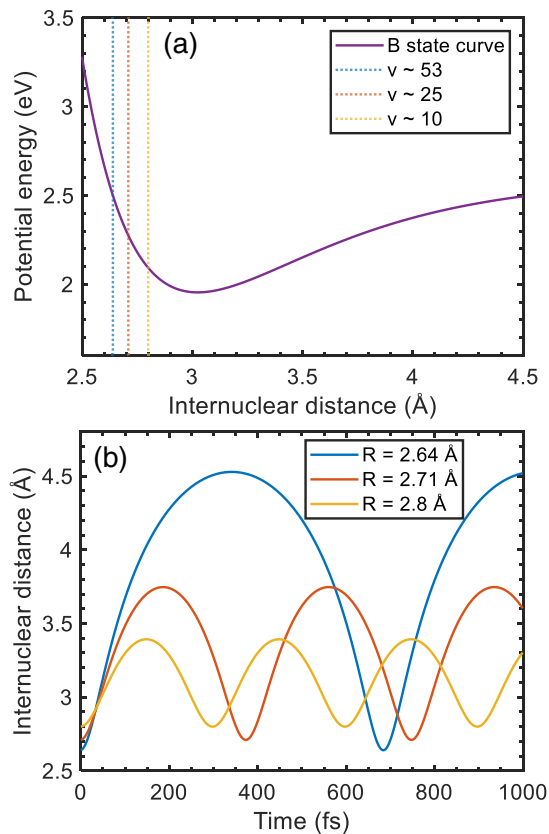 (a)
B state curve
v ~ 53
v ~ 25
v ~ 10
Potential energy (eV)
3.5
3
2.5
2
2.5
3
3.5
4
4.5
Internuclear distance (Å)
(b)
R = 2.64 Å
R = 2.71 Å
R = 2.8 Å
Internuclear distance (Å)
4.5
4
3.5
3
2.5
0
200
400
600
800
1000
Time (fs)